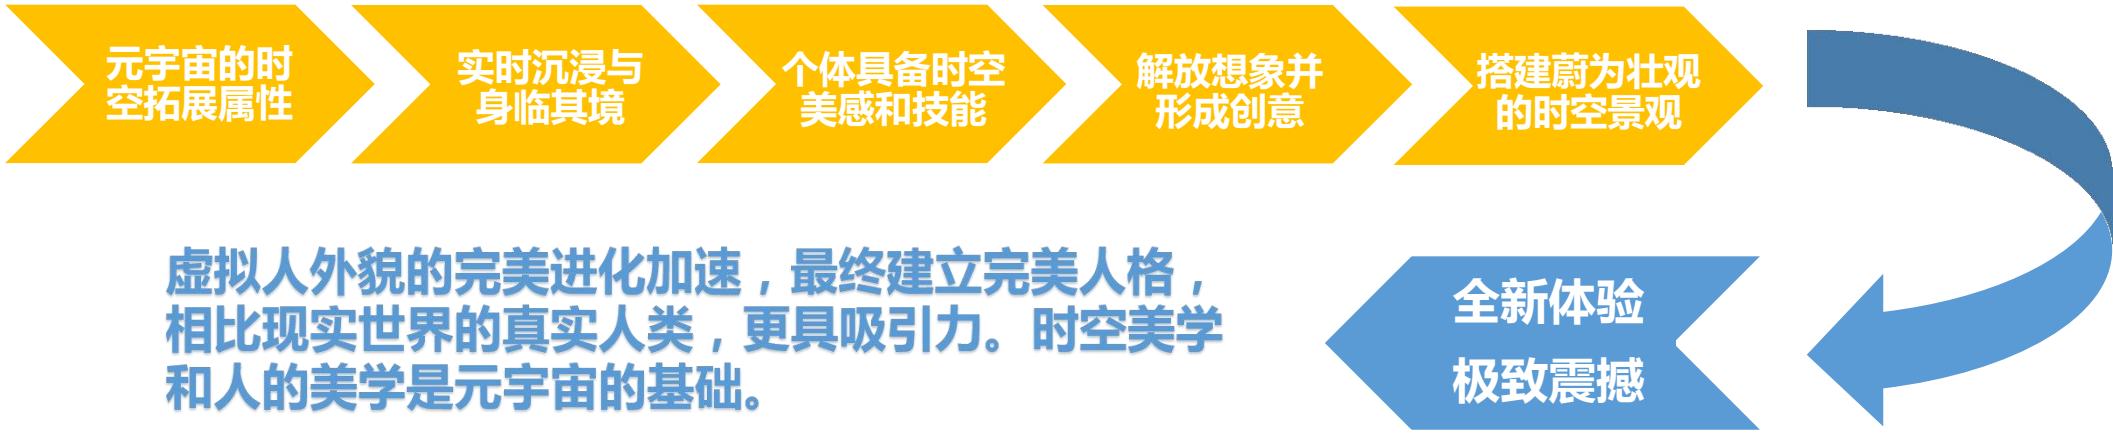 元宇宙的时
空拓展属性
实时沉浸与
身临其境
个体具备时空
美感和技能
解放想象并
形成创意
搭建蔚为壮观
的时空景观
全新体验
极致震撼
虚拟人外貌的完美进化加速，最终建立完美人格，
相比现实世界的真实人类，更具吸引力。时空美学
和人的美学是元宇宙的基础。